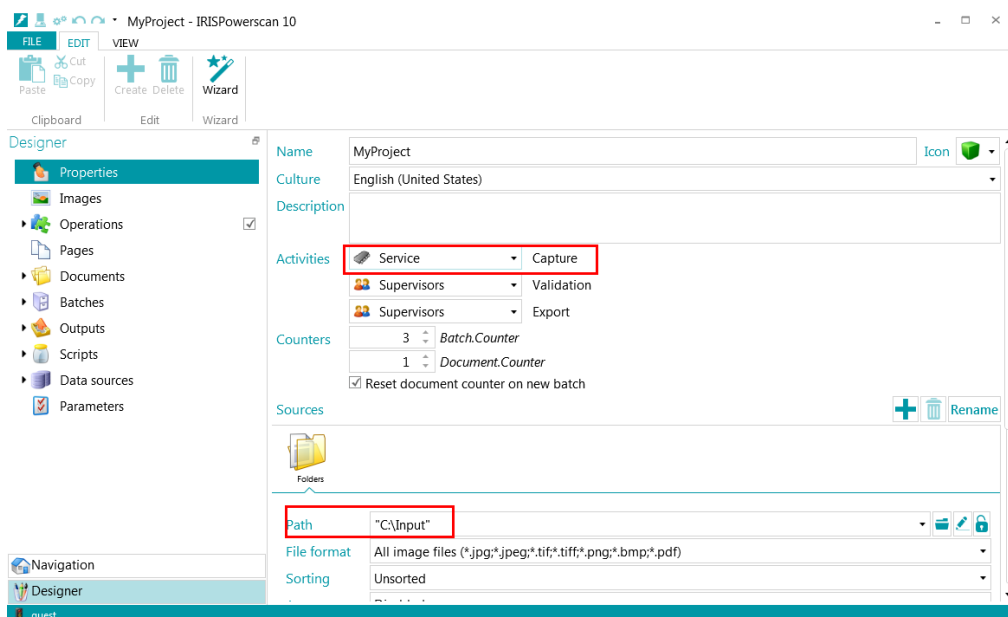 MyProject - IRISPowerscan 10
FILE EDIT VIEW
Paste Cut Copy Create Delete Wizard
Clipboard Edit Wizard
Designer
Properties
Images
Operations
Pages
Documents
Batches
Outputs
Scripts
Data sources
Parameters
Navigation
Designer
Name MyProject Icon
Culture English (United States)
Description
Activities Service Capture
Supervisors Validation
Supervisors Export
Counters 3 Batch.Counter
1 Document.Counter
Reset document counter on new batch
Sources Rename
Folders
Path "C:\Input"
File format All image files (*.jpg;*.jpeg;*.tif;*.tiff;*.png;*.bmp;*.pdf)
Sorting Unsorted
guest